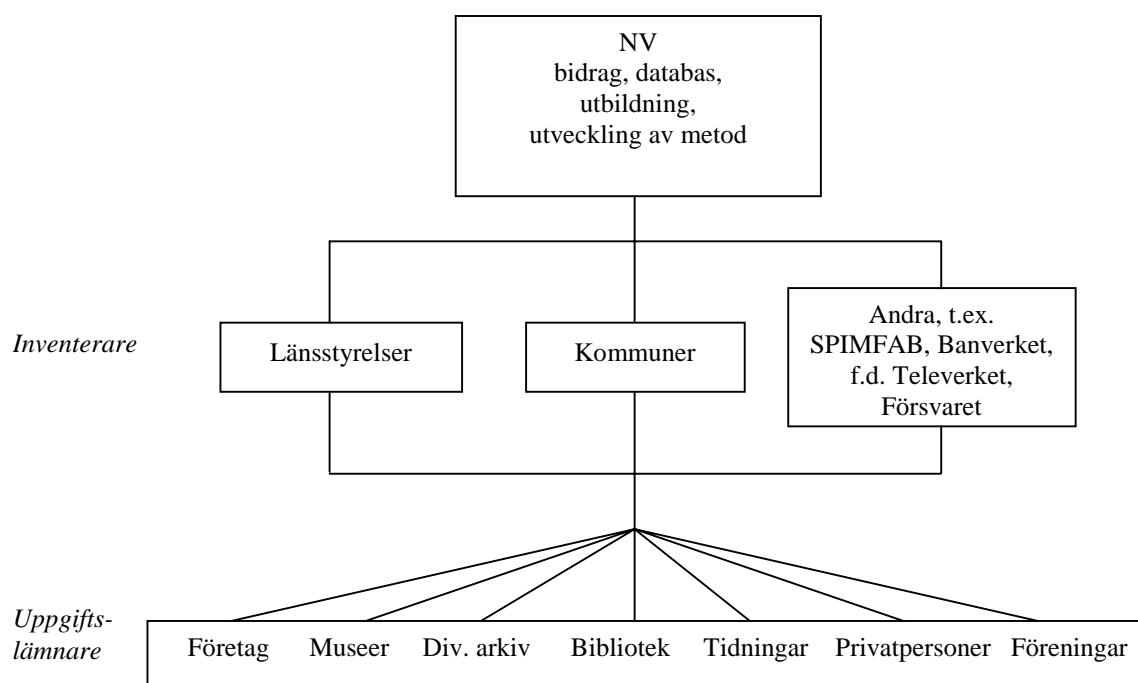 NV
bidrag, databas,
utbildning,
utveckling av metod
Inventerare
Länsstyrelser
Kommuner
Andra, t.ex.
SPIMFAB, Banverket,
f.d. Televerket,
Försvaret
Uppgifts-
lämnare
Företag Museer Div. arkiv Bibliotek Tidningar Privatpersoner Föreningar